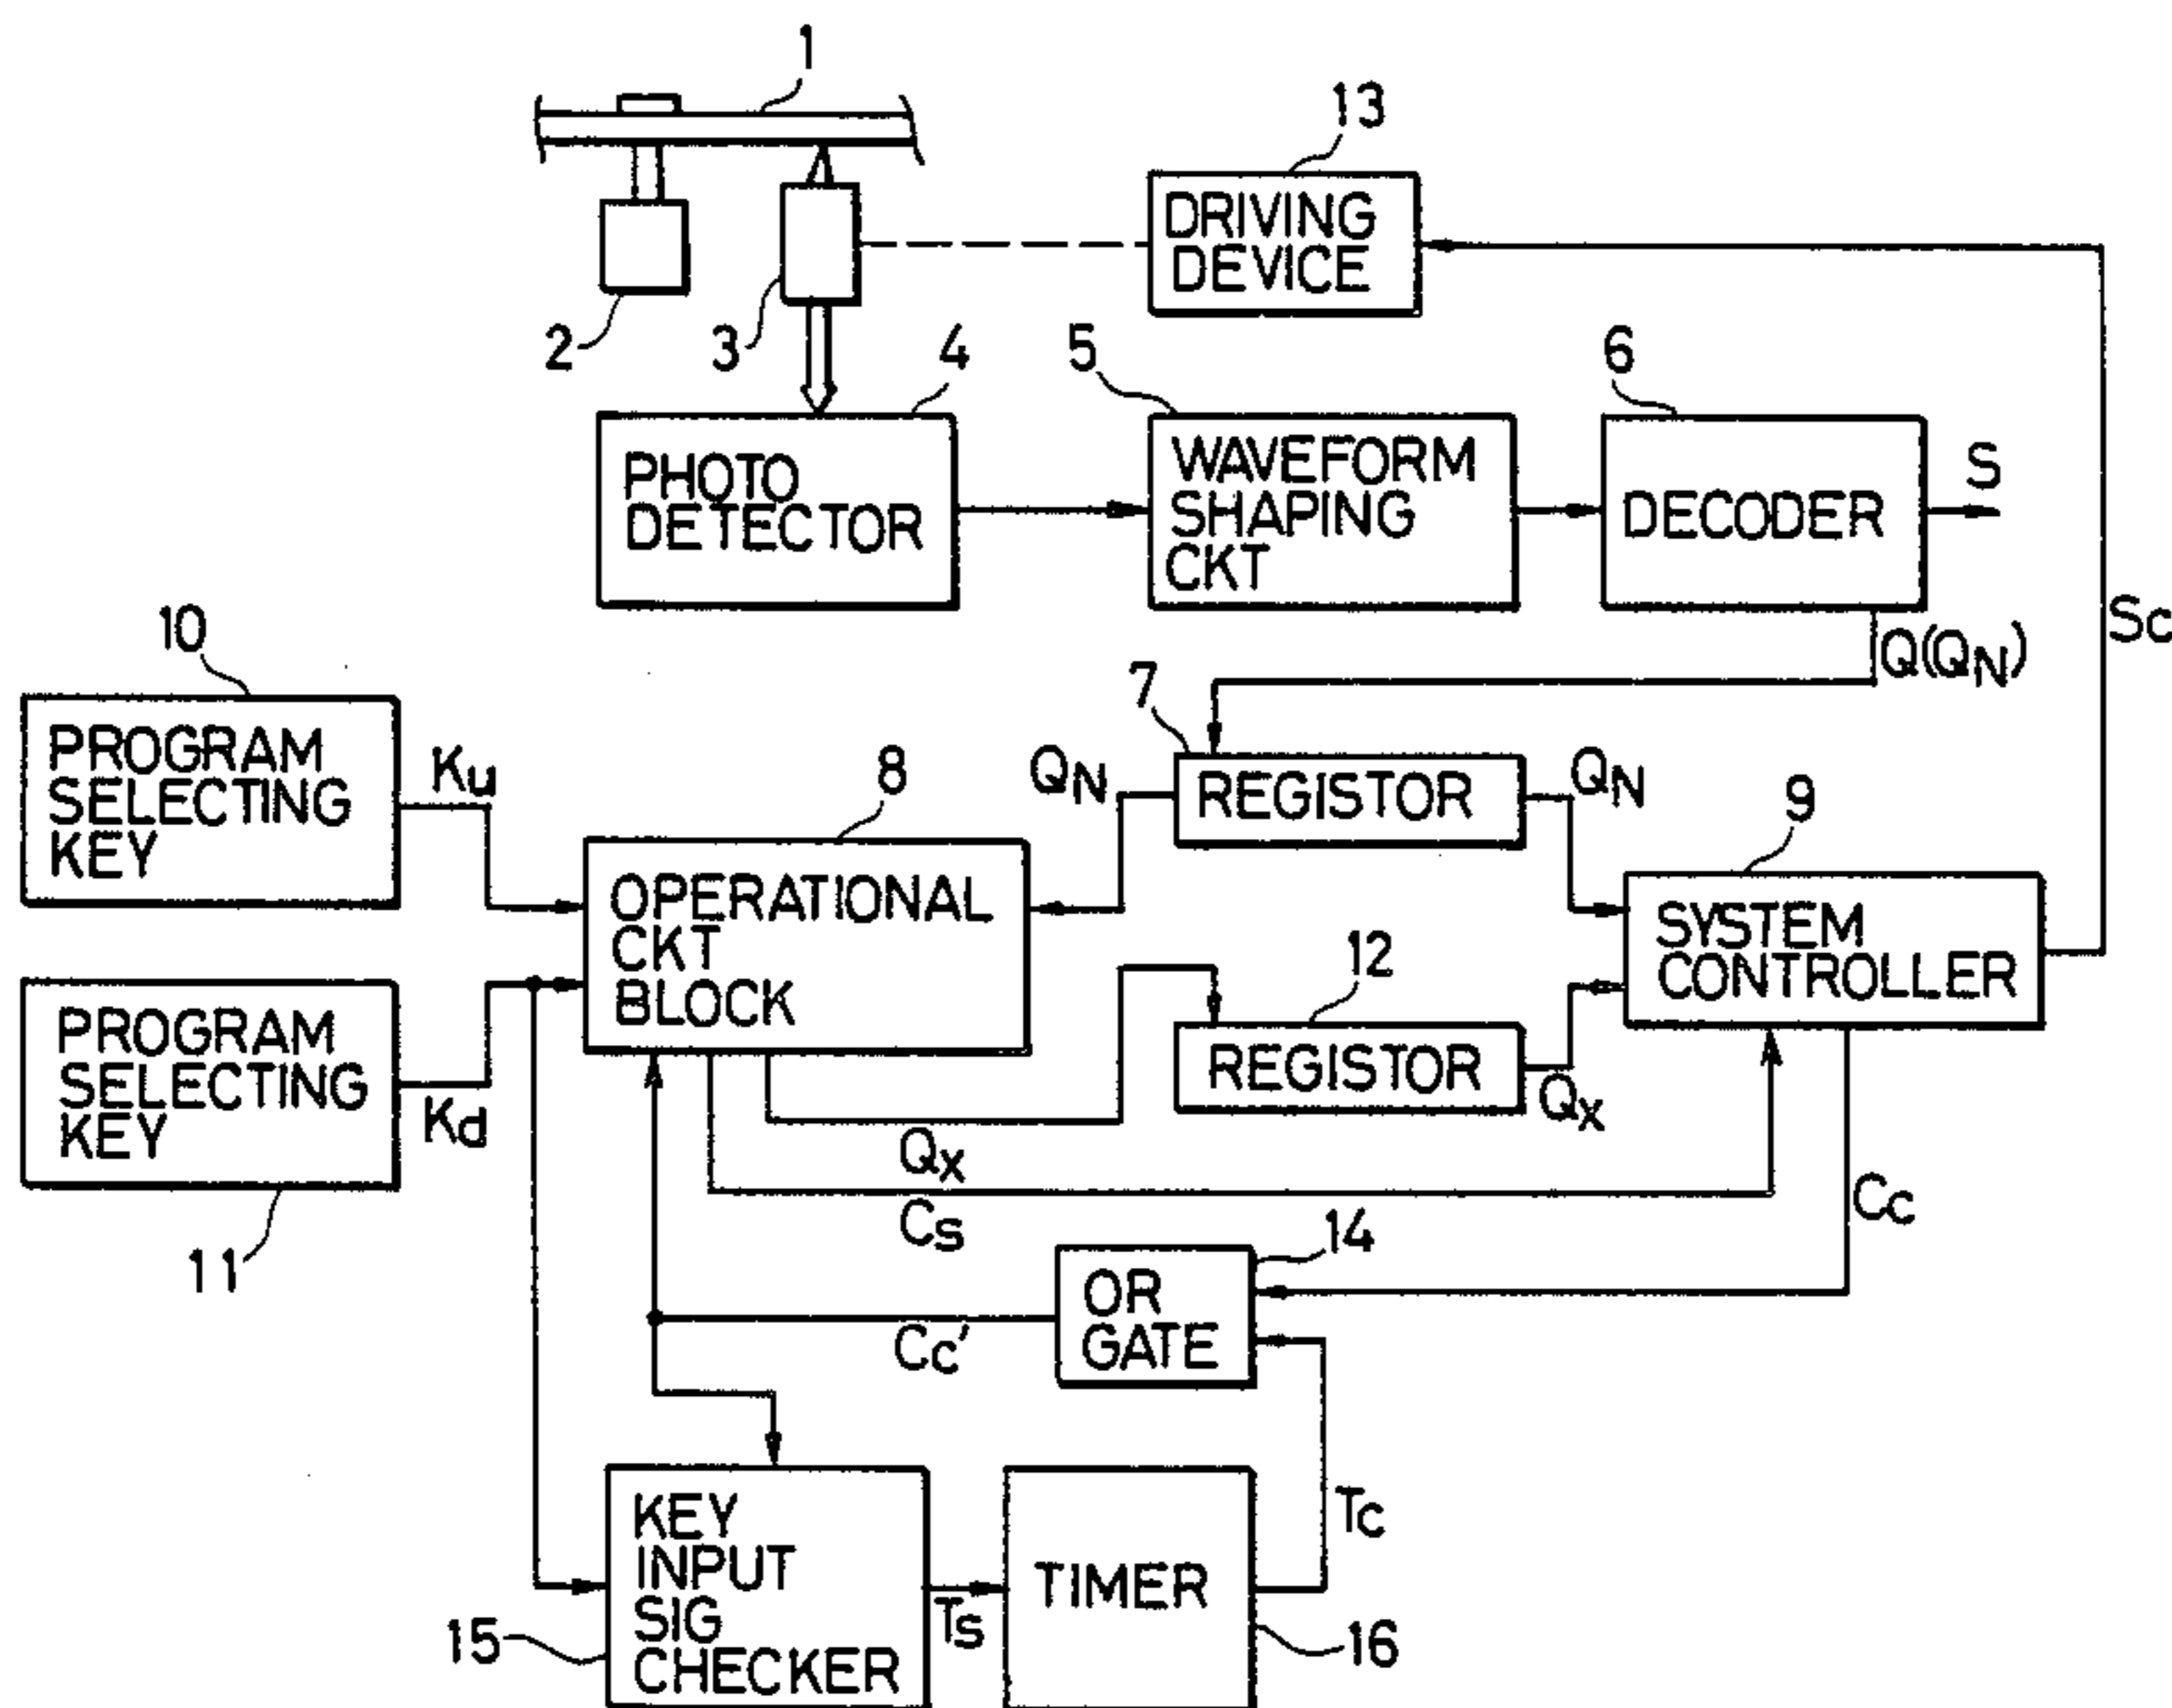 1
13
DRIVING
DEVICE
2
3
4
5
6
PHOTO
DETECTOR
WAVEFORM
SHAPING
CKT
DECODER
S
Sc
10
Q(QN)
7
PROGRAM
SELECTING
KEY
Ku
8
QN
REGISTOR
QN
9
OPERATIONAL
CKT
BLOCK
SYSTEM
CONTROLLER
12
PROGRAM
SELECTING
KEY
Kd
REGISTOR
Qx
Qx
Cs
Cc
11
14
OR
GATE
Cc'
KEY
INPUT
SIG
CHECKER
15
Ts
TIMER
Tc
16